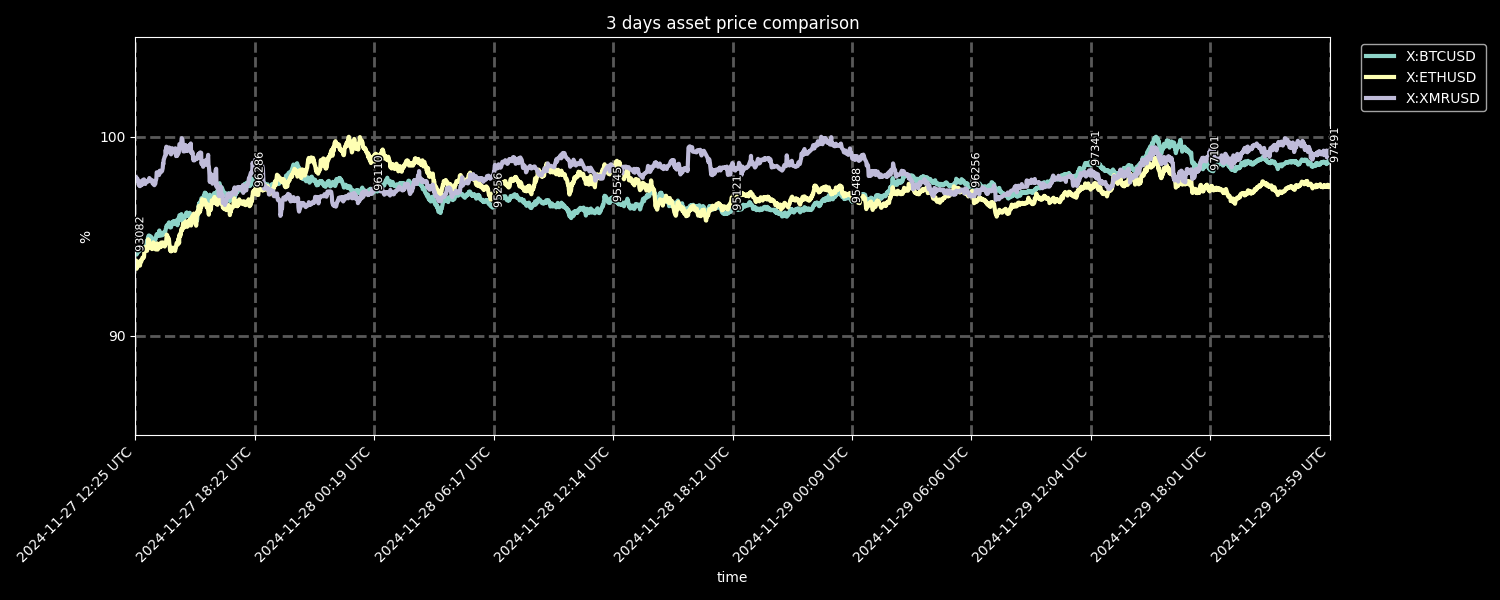 3 days asset price comparison
X:BTCUSD
X:ETHUSD
X:XMRUSD
100
90
%
93082
96286
96110
95256
95545
95121
95488
96256
97341
97101
97491
2024-11-27 12:25 UTC
2024-11-27 18:22 UTC
2024-11-28 00:19 UTC
2024-11-28 06:17 UTC
2024-11-28 12:14 UTC
2024-11-28 18:12 UTC
2024-11-29 00:09 UTC
2024-11-29 06:06 UTC
2024-11-29 12:04 UTC
2024-11-29 18:01 UTC
2024-11-29 23:59 UTC
time